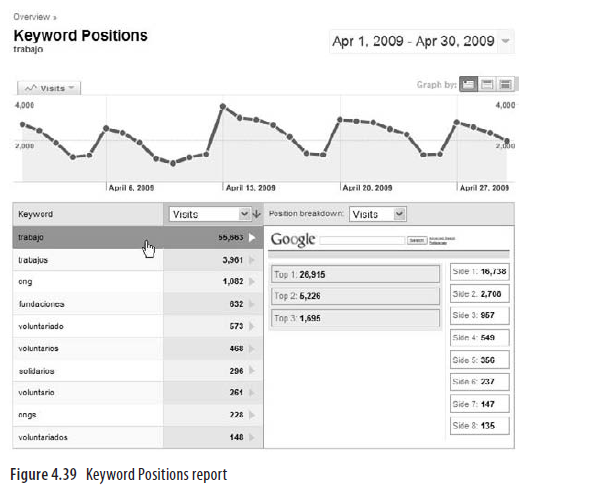 Overview »
Keyword Positions
trabajo
Apr 1, 2009 - Apr 30, 2009
Visits
Graph by:
4,000
4,000
2,000
2,000
April 6, 2009
April 13, 2009
April 20, 2009
April 27, 2009
Keyword
Visits
Position breakdown:
Visits
trabajo 55,663
trabajos 3,961
ong 1,082
fundaciones 632
voluntariado 573
voluntarios 468
solidarios 296
voluntario 261
ongs 228
voluntariados 148
Google
Search
Top 1: 26,915
Top 2: 5,226
Top 3: 1,695
Side 1: 16,738
Side 2: 2,708
Side 3: 957
Side 4: 549
Side 5: 356
Side 6: 237
Side 7: 147
Side 8: 135
Figure 4.39 Keyword Positions report